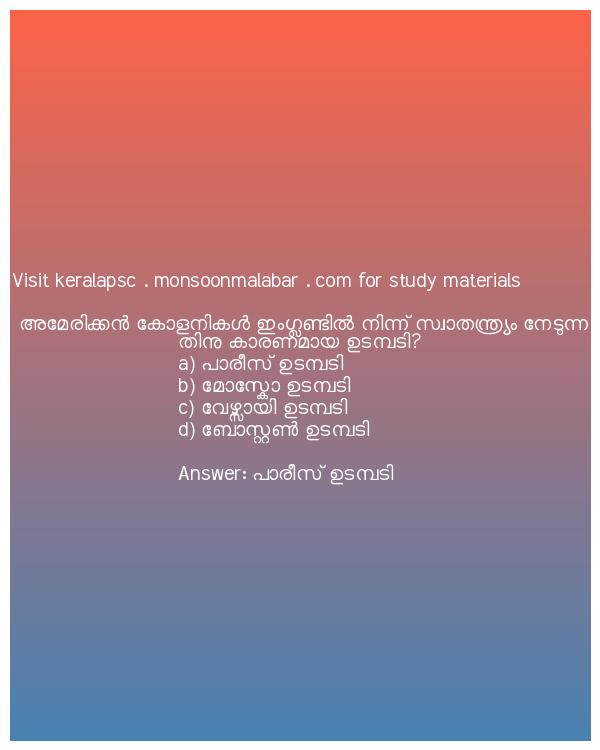 Visit keralapsc . monsoonmalabar . com for study materials
അമേരിക്കൻ കോളനികൾ ഇംഗ്ലണ്ടിൽ നിന്ന് സ്വാതന്ത്ര്യം നേടുന്ന
തിനു കാരണമായ ഉടമ്പടി?
a) പാരീസ് ഉടമ്പടി
b) മോസ്കോ ഉടമ്പടി
c) വേഴ്സായി ഉടമ്പടി
d) ബോസ്റ്റൺ ഉടമ്പടി
Answer: പാരീസ് ഉടമ്പടി